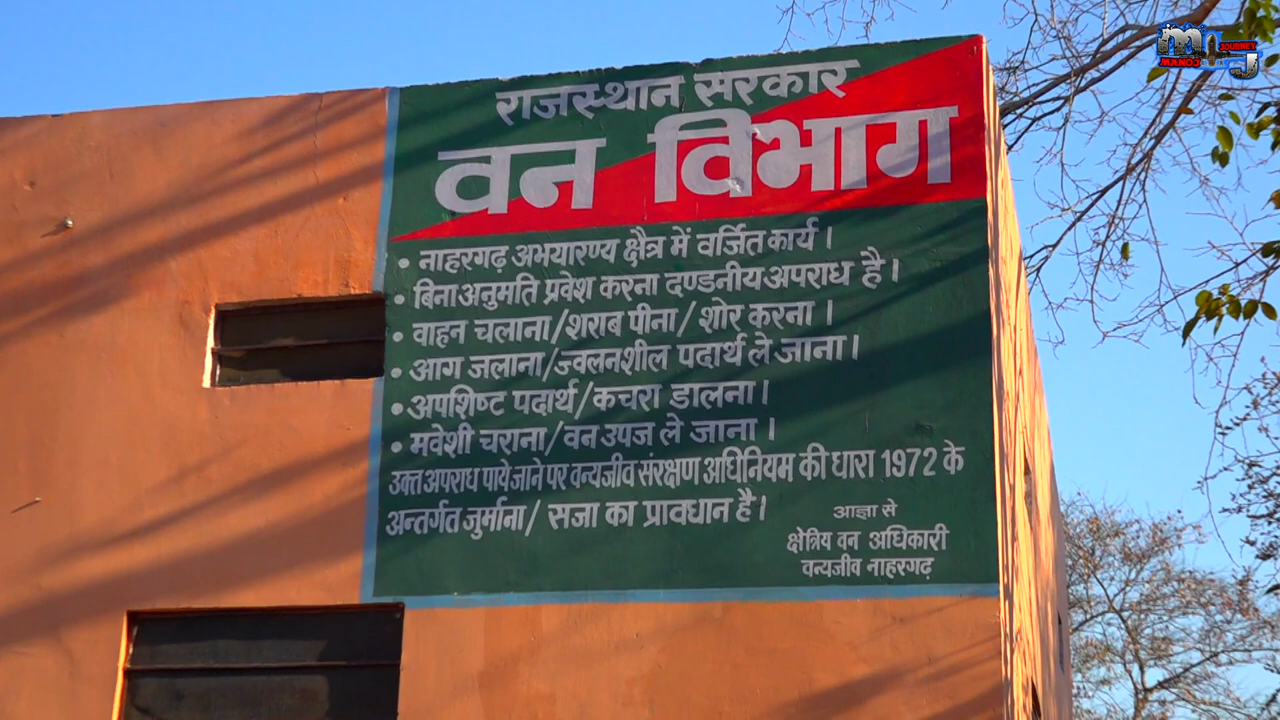 राजस्थान सरकार
वन विभाग
• नाहरगढ़ अभयारण्य क्षैत्र में वर्जित कार्य।
• बिना अनुमति प्रवेश करना दण्डनीय अपराध है।
• वाहन चलाना/शराब पीना/शोर करना।
• आग जलाना/ज्वलनशील पदार्थ ले जाना।
• अपशिष्ट पदार्थ/कचरा डालना।
• मवेशी चराना/वन उपज ले जाना।
उक्त अपराध पाये जाने पर वन्यजीव संरक्षण अधिनियम की धारा 1972 के
अन्तर्गत जुर्माना/ सजा का प्रावधान है।
आज्ञा से
क्षेत्रिय वन अधिकारी
वन्यजीव नाहरगढ़
JOURNEY